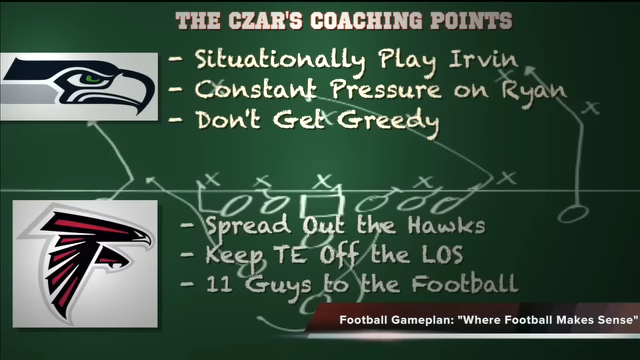 THE CZAR'S COACHING POINTS
- Situationally Play Irvin
- Constant Pressure on Ryan
- Don't Get Greedy
- Spread Out the Hawks
- Keep TE Off the LOS
- 11 Guys to the Football
Football Gameplan: "Where Football Makes Sense"